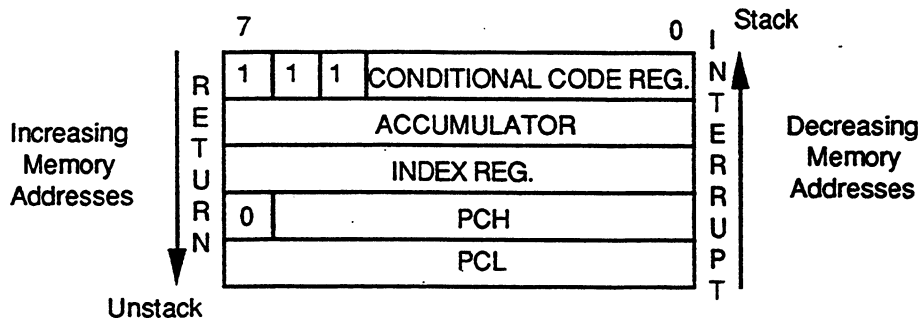 7 0 Stack
1 1 1 CONDITIONAL CODE REG.
ACCUMULATOR
INDEX REG.
0 PCH
PCL
RETURN
INTERRUPT
Increasing
Memory
Addresses
Decreasing
Memory
Addresses
Unstack